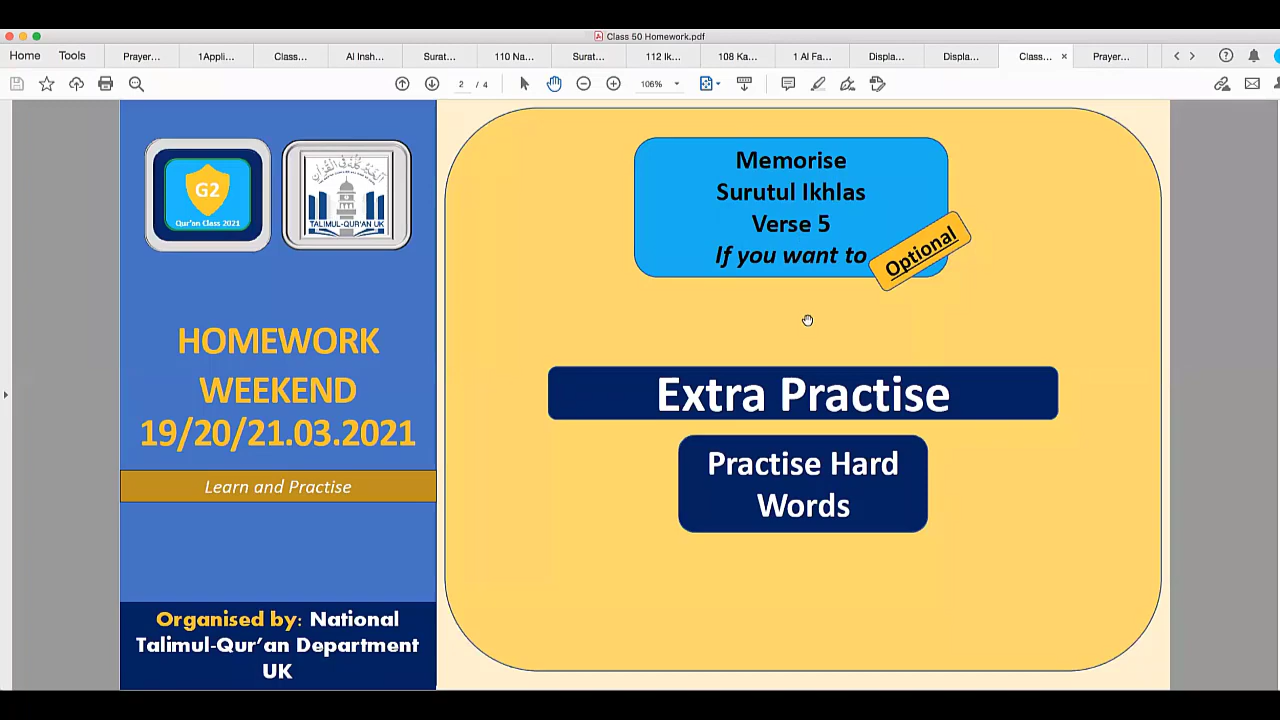 Class 50 Homework.pdf
Home Tools Prayer... 1Appli... Class... Al Insh... Surat... 110 Na... Surat... 112 Ik... 108 Ka... 1 Al Fa... Displa... Displa... Class... × Prayer...
2 / 4 106%
G2
Qur'an Class 2021
TALIMUL-QUR'AN UK
HOMEWORK
WEEKEND
19/20/21.03.2021
Learn and Practise
Organised by: National
Talimul-Qur'an Department
UK
Memorise
Surutul Ikhlas
Verse 5
If you want to
Optional
Extra Practise
Practise Hard
Words